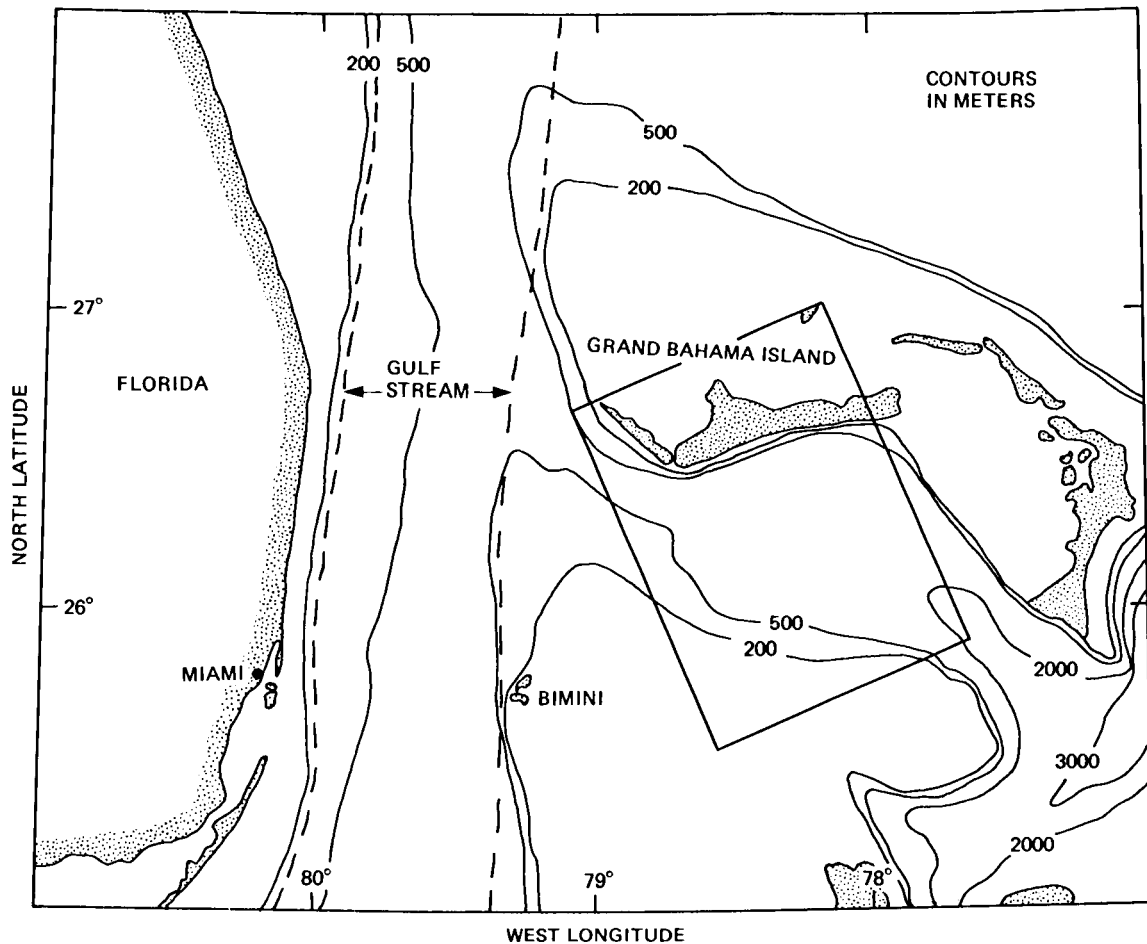 200
500
CONTOURS
IN METERS
500
200
27°
GRAND BAHAMA ISLAND
GULF
STREAM
FLORIDA
NORTH LATITUDE
26°
500
200
MIAMI
BIMINI
2000
3000
2000
80°
79°
78°
WEST LONGITUDE